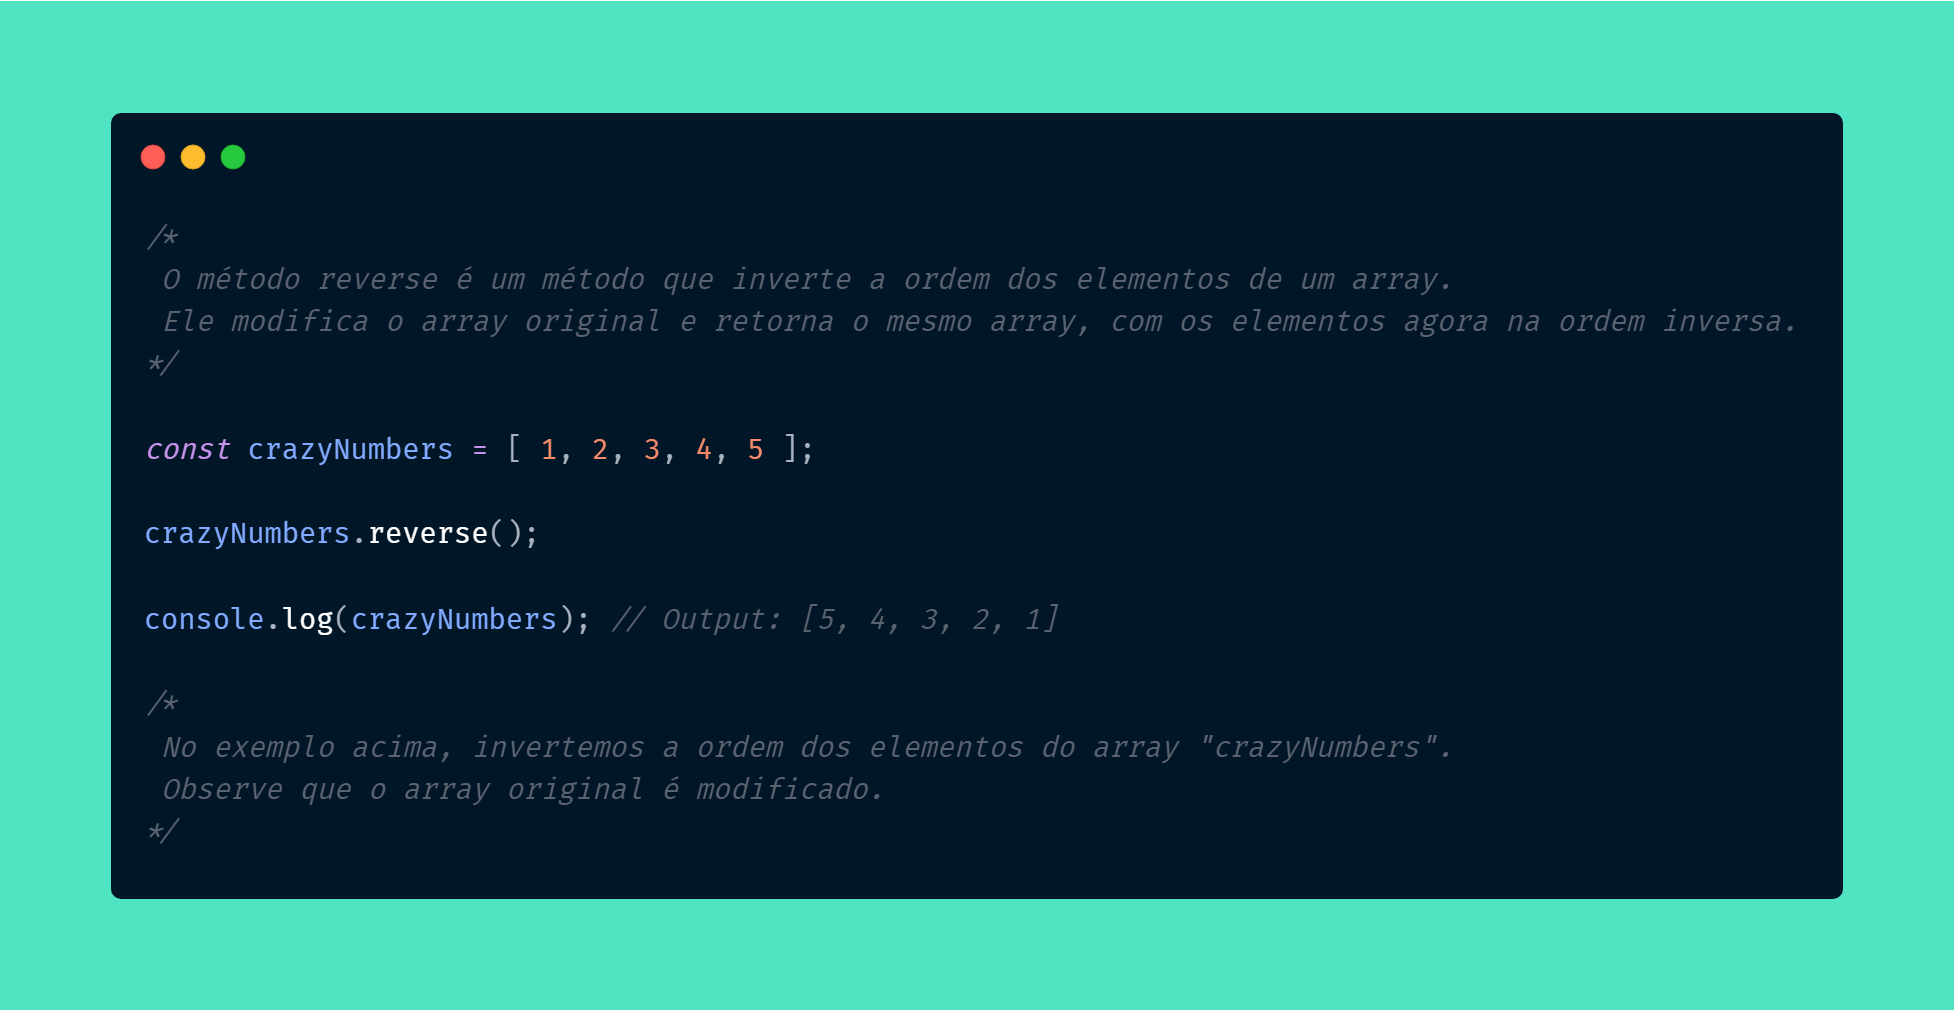 /*
 O método reverse é um método que inverte a ordem dos elementos de um array.
 Ele modifica o array original e retorna o mesmo array, com os elementos agora na ordem inversa.
*/
const crazyNumbers = [ 1, 2, 3, 4, 5 ];
crazyNumbers.reverse();
console.log(crazyNumbers); // Output: [5, 4, 3, 2, 1]
/*
 No exemplo acima, invertemos a ordem dos elementos do array "crazyNumbers".
 Observe que o array original é modificado.
*/